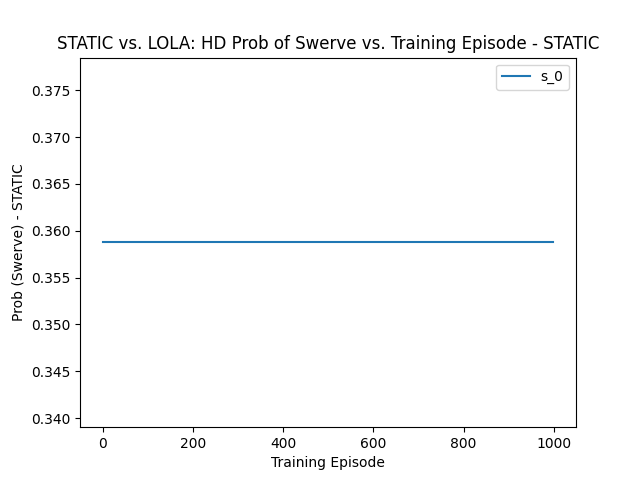 STATIC vs. LOLA: HD Prob of Swerve vs. Training Episode - STATIC
s_0
0.375
0.370
0.365
0.360
0.355
0.350
0.345
0.340
Prob (Swerve) - STATIC
0 200 400 600 800 1000
Training Episode